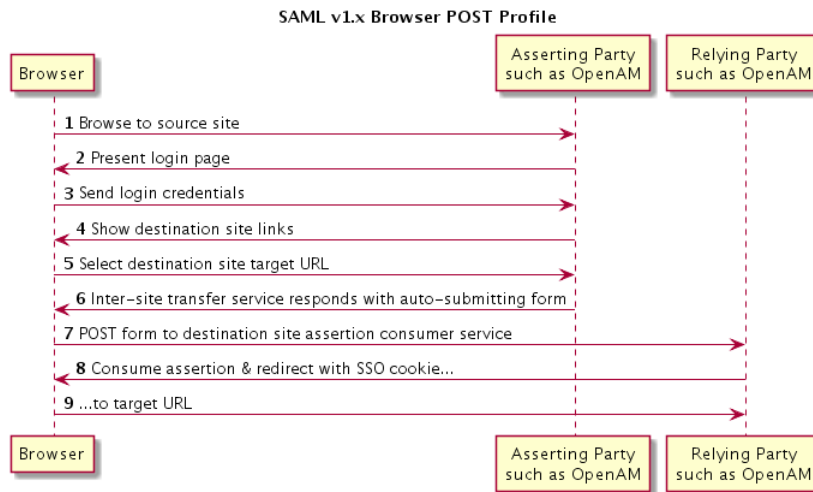 SAML v1.x Browser POST Profile
Browser
Asserting Party
such as OpenAM
Relying Party
such as OpenAM
1 Browse to source site
2 Present login page
3 Send login credentials
4 Show destination site links
5 Select destination site target URL
6 Inter-site transfer service responds with auto-submitting form
7 POST form to destination site assertion consumer service
8 Consume assertion & redirect with SSO cookie...
9 ...to target URL
Browser
Asserting Party
such as OpenAM
Relying Party
such as OpenAM